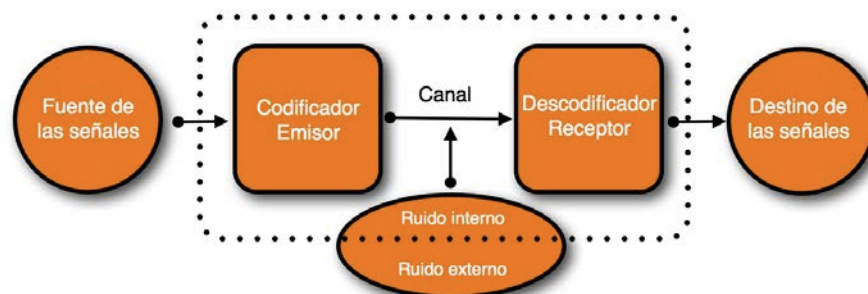 Fuente de
las señales
Codificador
Emisor
Canal
Descodificador
Receptor
Destino de
las señales
Ruido interno
Ruido externo